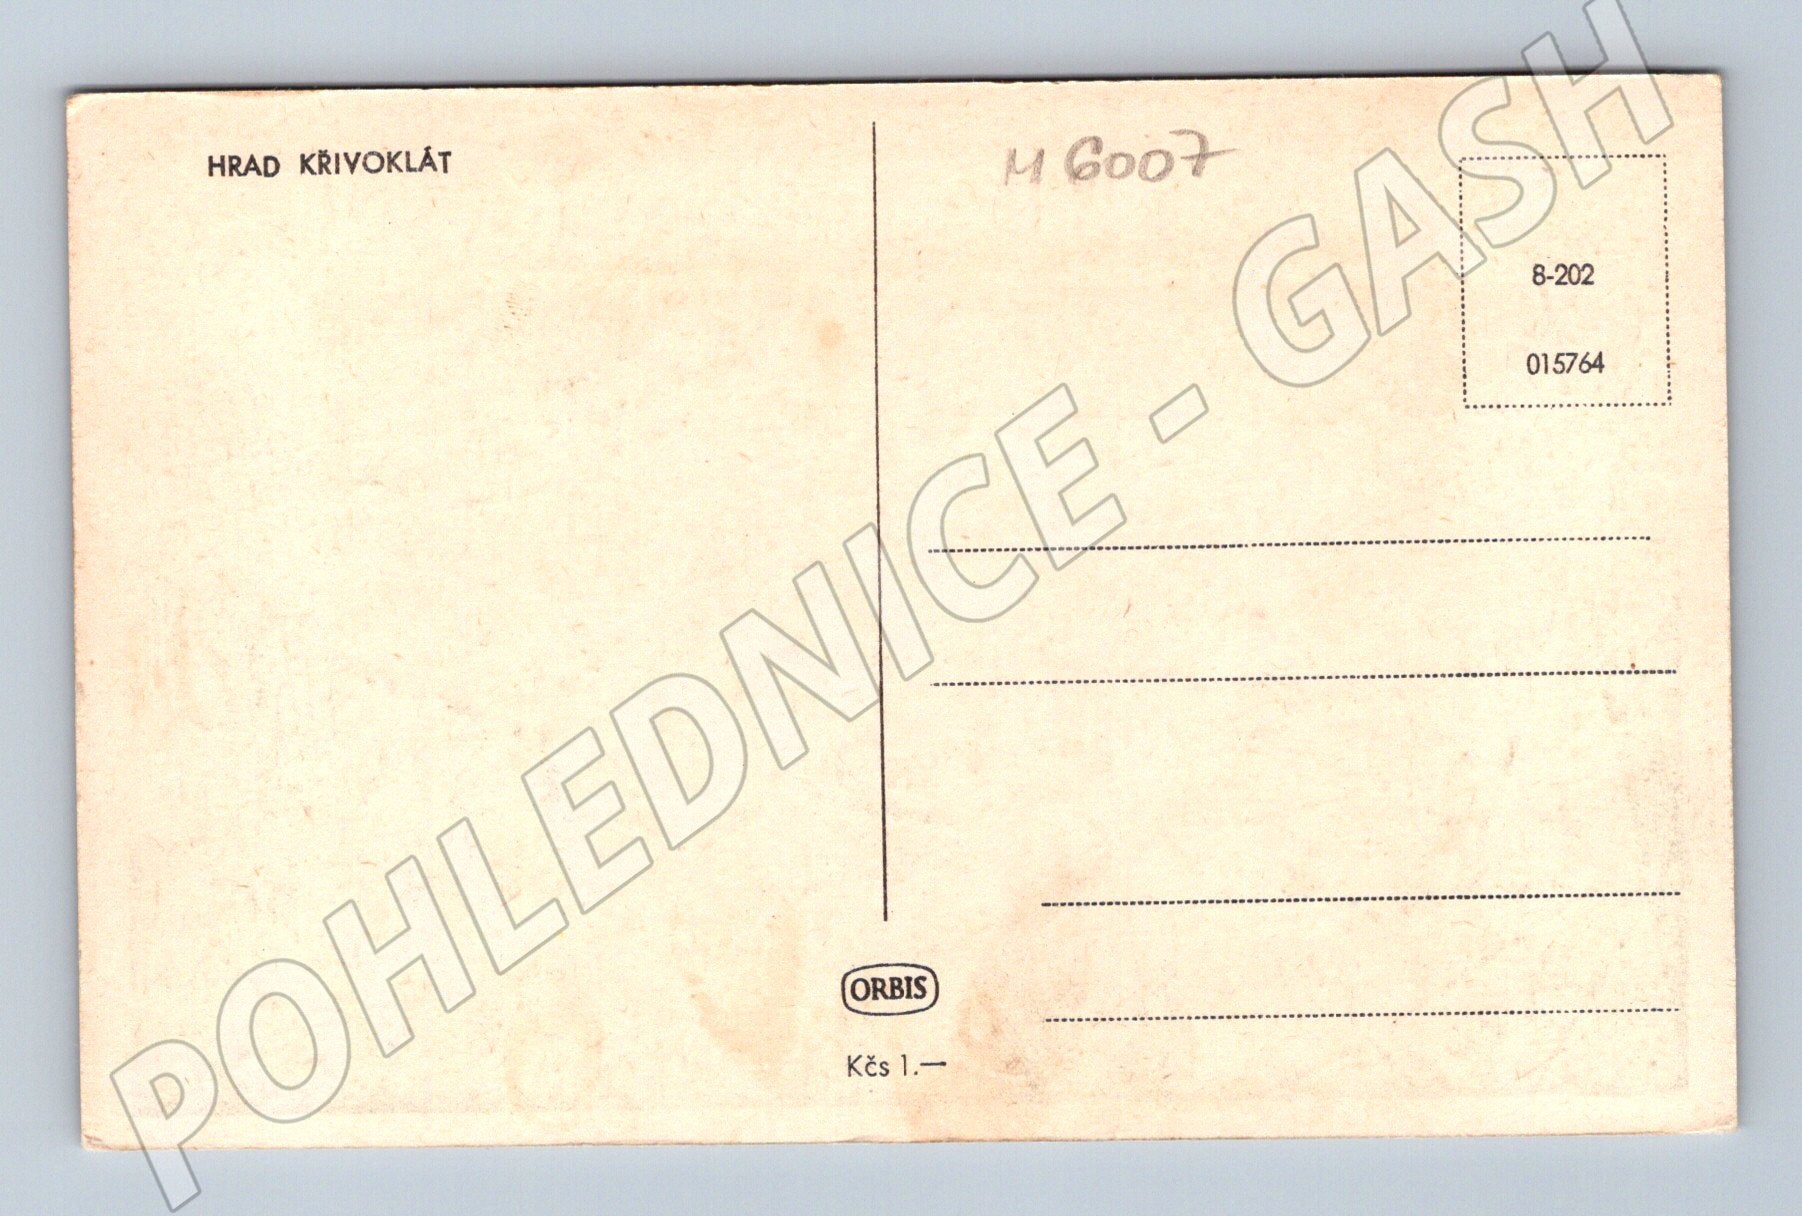 HRAD KŘIVOKLÁT
M 6007
8-202
015764
POHLEDNICE - GASH
ORBIS
Kčs 1.—